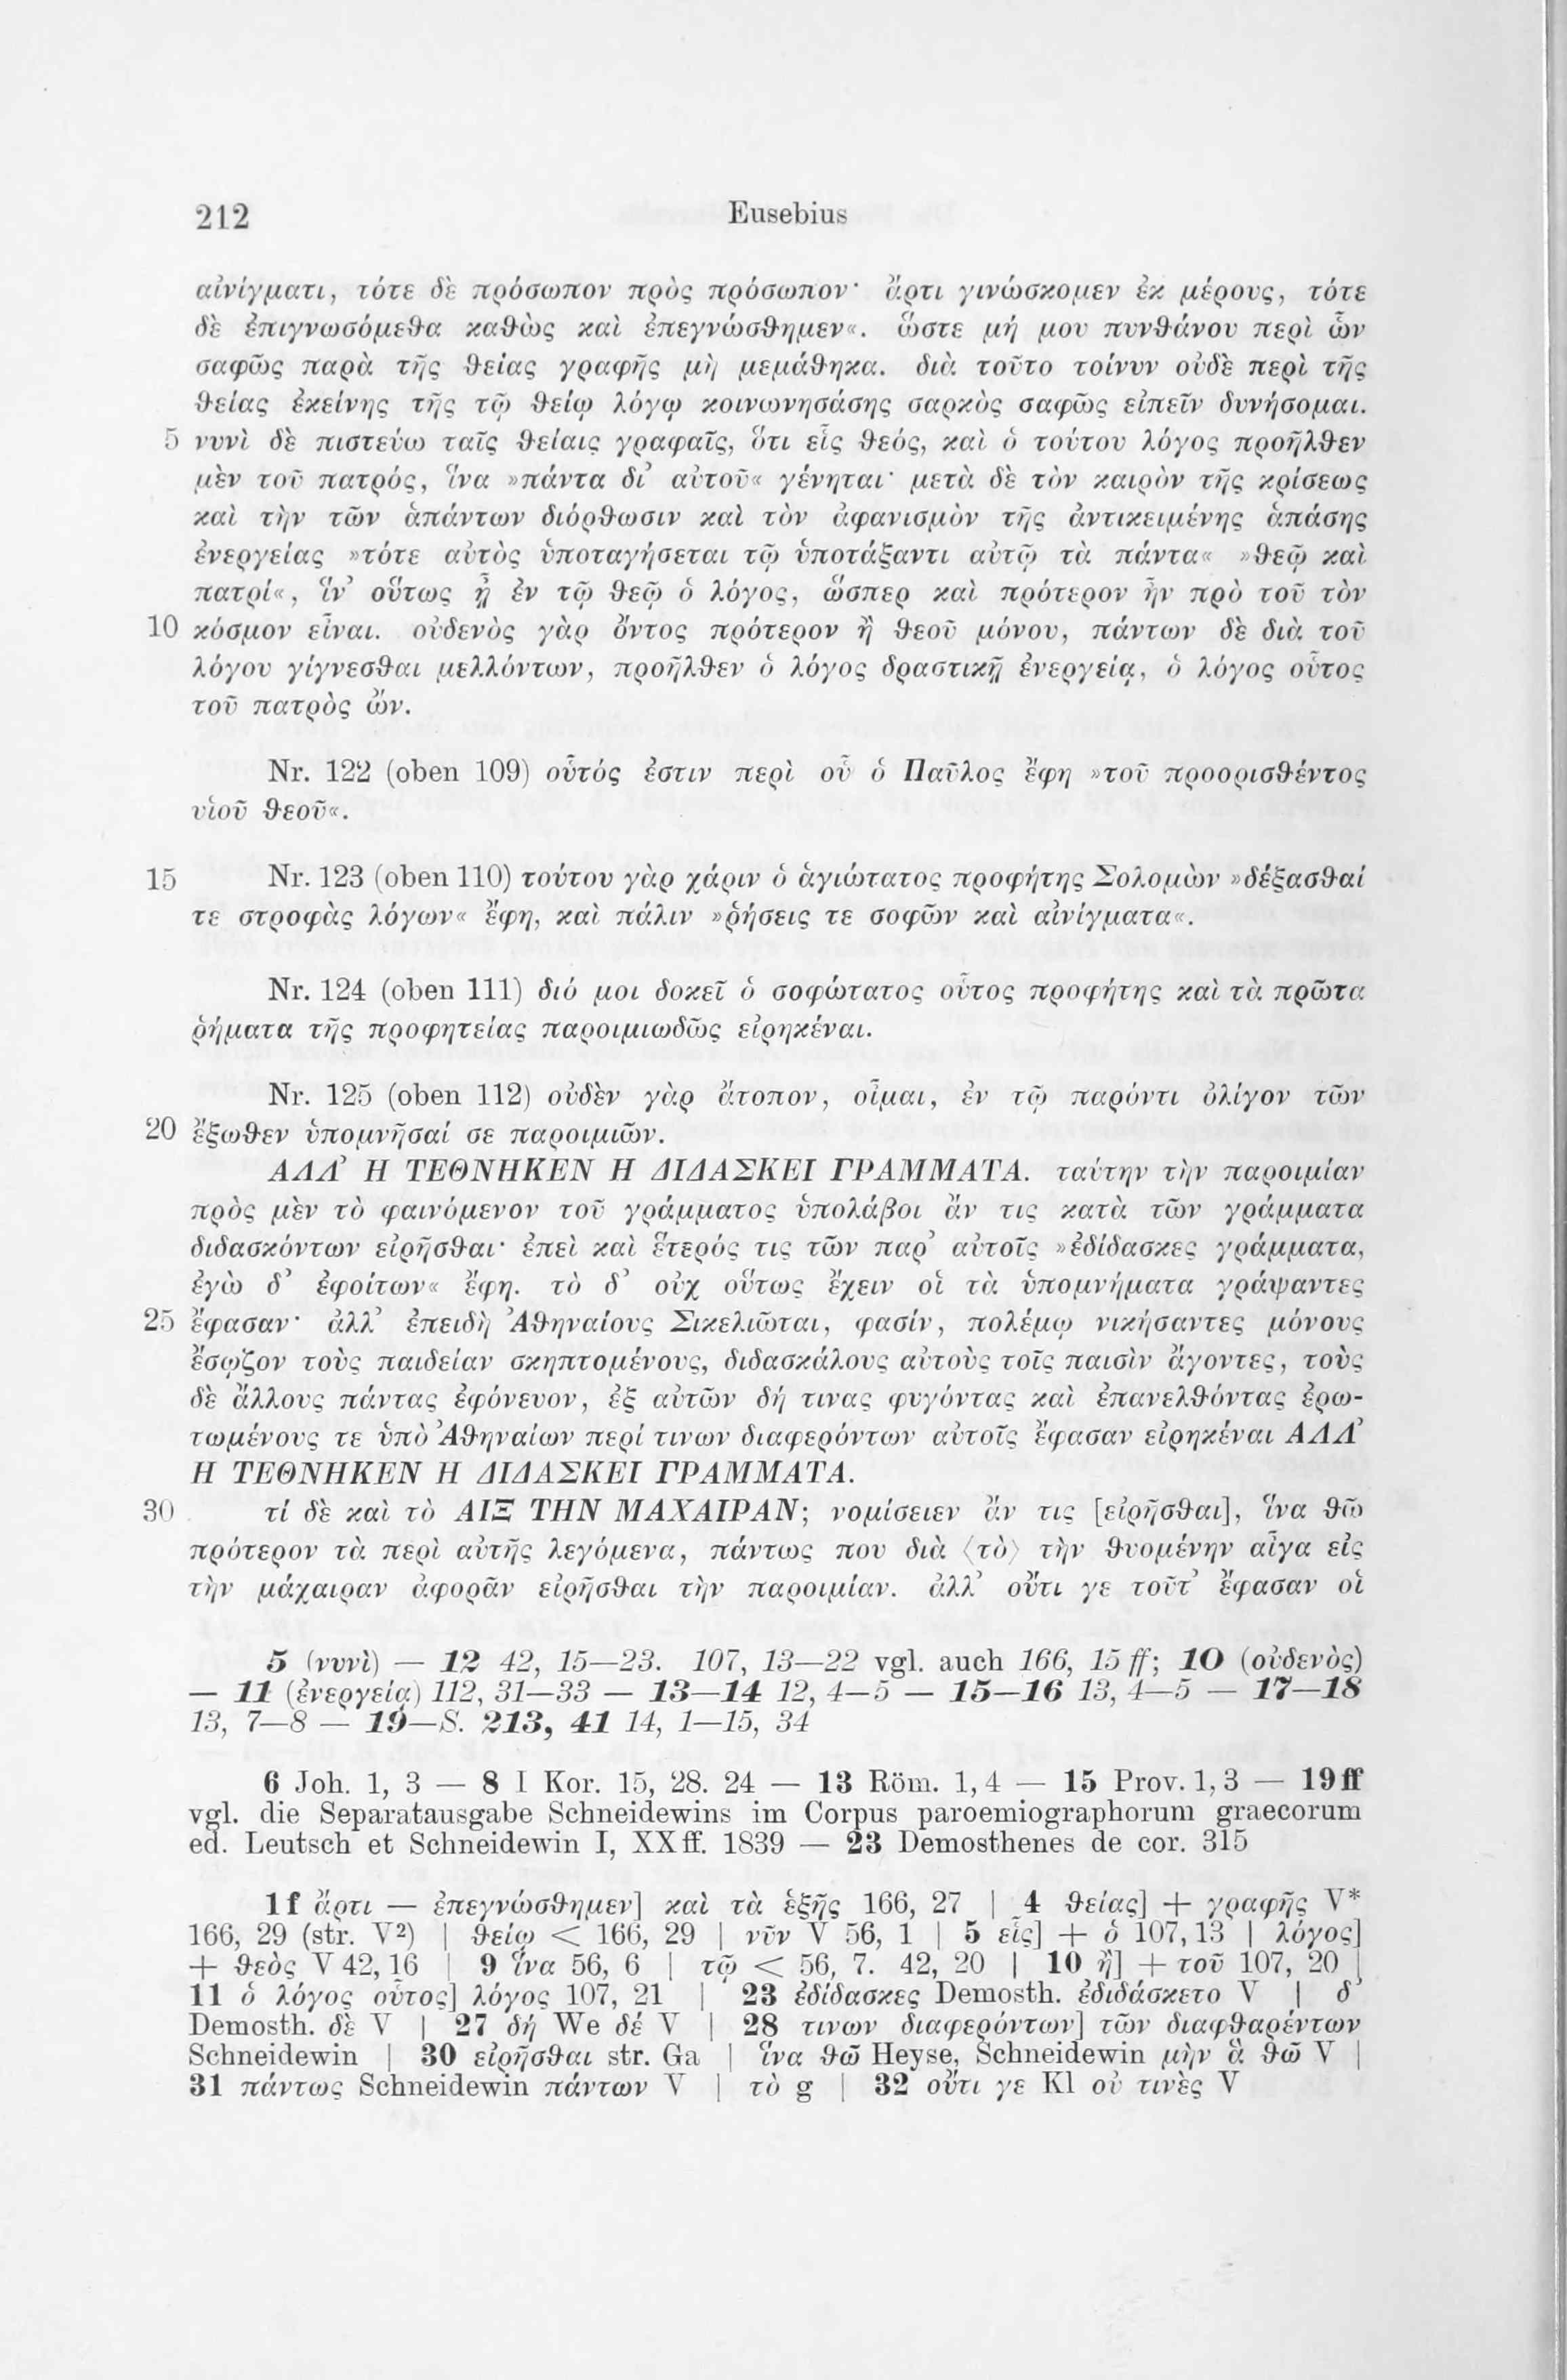 212 Eusebius
αἰνίγματι, τότε δὲ πρόσωπον πρὸς πρόσωπον· ἄρτι γινώσκομεν ἐκ μέρους, τότε
δὲ ἐπιγνωσόμεθα καθὼς καὶ ἐπεγνώσθημεν«. ὥστε μή μου πυνθάνου περὶ ὧν
σαφῶς παρὰ τῆς θείας γραφῆς μὴ μεμάθηκα. διὰ τοῦτο τοίνυν οὐδὲ περὶ τῆς
θείας ἐκείνης τῆς τῷ θείῳ λόγῳ κοινωνησάσης σαρκὸς σαφῶς εἰπεῖν δυνήσομαι.
5 νυνὶ δὲ πιστεύω ταῖς θείαις γραφαῖς, ὅτι εἷς θεός, καὶ ὁ τούτου λόγος προῆλθεν
μὲν τοῦ πατρός, ἵνα »πάντα δι᾽ αὐτοῦ« γένηται· μετὰ δὲ τὸν καιρὸν τῆς κρίσεως
καὶ τὴν τῶν ἁπάντων διόρθωσιν καὶ τὸν ἀφανισμὸν τῆς ἀντικειμένης ἁπάσης
ἐνεργείας »τότε αὐτὸς ὑποταγήσεται τῷ ὑποτάξαντι αὐτῷ τὰ πάντα« »θεῷ καὶ
πατρί«, ἵν᾽ οὕτως ᾖ ἐν τῷ θεῷ ὁ λόγος, ὥσπερ καὶ πρότερον ἦν πρὸ τοῦ τὸν
10 κόσμον εἶναι. οὐδενὸς γὰρ ὄντος πρότερον ἢ θεοῦ μόνου, πάντων δὲ διὰ τοῦ
λόγου γίγνεσθαι μελλόντων, προῆλθεν ὁ λόγος δραστικῇ ἐνεργείᾳ, ὁ λόγος οὗτος
τοῦ πατρὸς ὤν.
Nr. 122 (oben 109) οὗτός ἐστιν περὶ οὗ ὁ Παῦλος ἔφη »τοῦ προορισθέντος
υἱοῦ θεοῦ«.
15 Nr. 123 (oben 110) τούτου γὰρ χάριν ὁ ἁγιώτατος προφήτης Σολομὼν »δέξασθαί
τε στροφὰς λόγων« ἔφη, καὶ πάλιν »ῥήσεις τε σοφῶν καὶ αἰνίγματα«.
Nr. 124 (oben 111) διό μοι δοκεῖ ὁ σοφώτατος οὗτος προφήτης καὶ τὰ πρῶτα
ῥήματα τῆς προφητείας παροιμιωδῶς εἰρηκέναι.
Nr. 125 (oben 112) οὐδὲν γὰρ ἄτοπον, οἶμαι, ἐν τῷ παρόντι ὀλίγον τῶν
20 ἔξωθεν ὑπομνῆσαί σε παροιμιῶν.
ΑΛΛ᾽ Η ΤΕΘΝΗΚΕΝ Η ΔΙΔΑΣΚΕΙ ΓΡΑΜΜΑΤΑ. ταύτην τὴν παροιμίαν
πρὸς μὲν τὸ φαινόμενον τοῦ γράμματος ὑπολάβοι ἄν τις κατὰ τῶν γράμματα
διδασκόντων εἰρῆσθαι· ἐπεὶ καὶ ἕτερός τις τῶν παρ᾽ αὐτοῖς »ἐδίδασκες γράμματα,
ἐγὼ δ᾽ ἐφοίτων« ἔφη. τὸ δ᾽ οὐχ οὕτως ἔχειν οἱ τὰ ὑπομνήματα γράψαντες
25 ἔφασαν· ἀλλ᾽ ἐπειδὴ Ἀθηναίους Σικελιῶται, φασίν, πολέμῳ νικήσαντες μόνους
ἔσῳζον τοὺς παιδείαν σκηπτομένους, διδασκάλους αὐτοὺς τοῖς παισὶν ἄγοντες, τοὺς
δὲ ἄλλους πάντας ἐφόνευον, ἐξ αὐτῶν δή τινας φυγόντας καὶ ἐπανελθόντας ἐρω-
τωμένους τε ὑπὸ Ἀθηναίων περί τινων διαφερόντων αὐτοῖς ἔφασαν εἰρηκέναι ΑΛΛ᾽
Η ΤΕΘΝΗΚΕΝ Η ΔΙΔΑΣΚΕΙ ΓΡΑΜΜΑΤΑ.
30 τί δὲ καὶ τὸ ΑΙΞ ΤΗΝ ΜΑΧΑΙΡΑΝ; νομίσειεν ἄν τις [εἰρῆσθαι], ἵνα θῶ
πρότερον τὰ περὶ αὐτῆς λεγόμενα, πάντως που διὰ ⟨τὸ⟩ τὴν θυομένην αἶγα εἰς
τὴν μάχαιραν ἀφορᾶν εἰρῆσθαι τὴν παροιμίαν. ἀλλ᾽ οὔτι γε τοῦτ᾽ ἔφασαν οἱ
5 (νυνὶ) — 12 42, 15—23. 107, 13—22 vgl. auch 166, 15 ff; 10 (οὐδενὸς)
— 11 (ἐνεργείᾳ) 112, 31—33 — 13—14 12, 4—5 — 15—16 13, 4—5 — 17—18
13, 7—8 — 19—S. 213, 41 14, 1—15, 34
6 Joh. 1, 3 — 8 I Kor. 15, 28. 24 — 13 Röm. 1, 4 — 15 Prov. 1, 3 — 19 ff
vgl. die Separatausgabe Schneidewins im Corpus paroemiographorum graecorum
ed. Leutsch et Schneidewin I, XX ff. 1839 — 23 Demosthenes de cor. 315
1 f ἄρτι — ἐπεγνώσθημεν] καὶ τὰ ἑξῆς 166, 27 | 4 θείας] + γραφῆς V*
166, 29 (str. V²) | θείῳ < 166, 29 | νῦν V 56, 1 | 5 εἷς] + ὁ 107, 13 | λόγος]
+ θεὸς V 42, 16 | 9 ἵνα 56, 6 | τῷ < 56, 7. 42, 20 | 10 ἢ] + τοῦ 107, 20 |
11 ὁ λόγος οὗτος] λόγος 107, 21 | 23 ἐδίδασκες Demosth. ἐδιδάσκετο V | δ᾽
Demosth. δὲ V | 27 δή We δέ V | 28 τινων διαφερόντων] τῶν διαφθαρέντων
Schneidewin | 30 εἰρῆσθαι str. Ga | ἵνα θῶ Heyse, Schneidewin μὴν ἃ θῶ V |
31 πάντως Schneidewin πάντων V | τὸ g | 32 οὔτι γε Kl οὐ τινὲς V